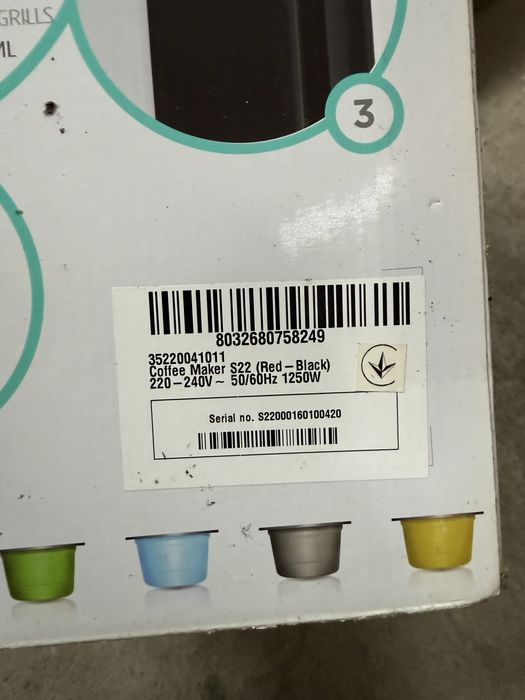 GRILLS
ML
3
8032680758249
35220041011
Coffee Maker S22 (Red-Black)
220-240V~ 50/60Hz 1250W
Serial no. S22000160100420